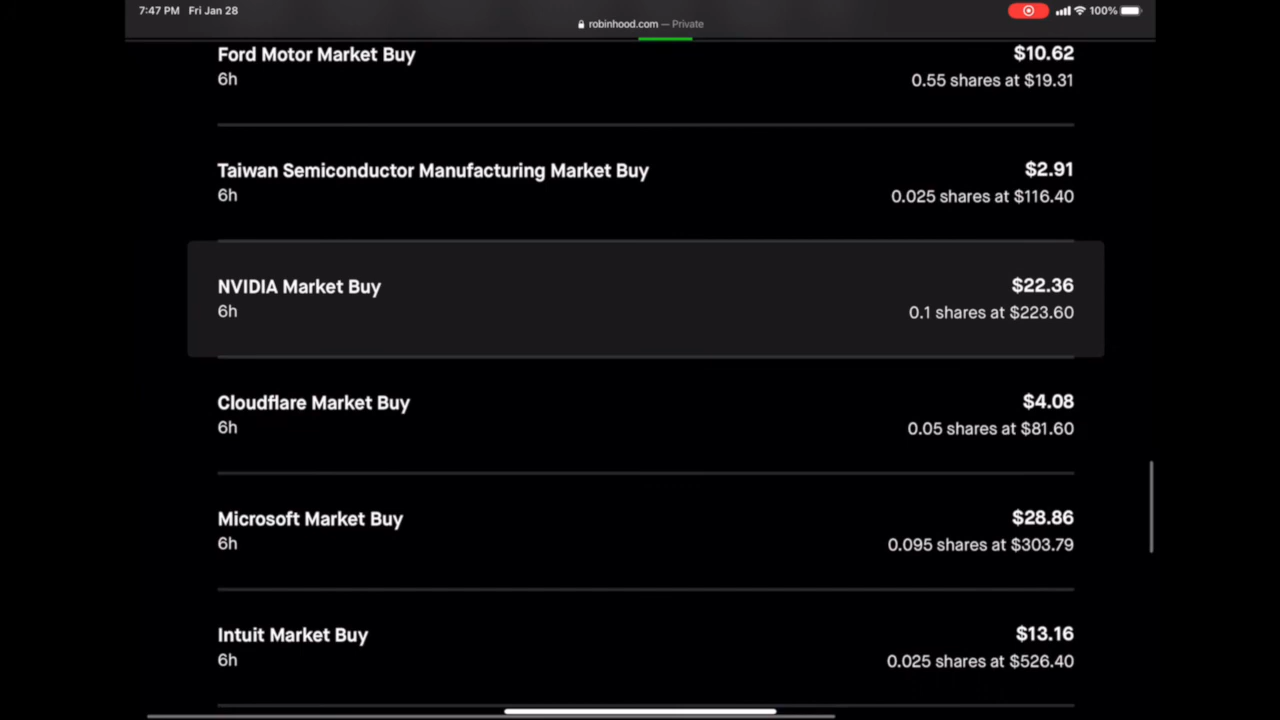 7:47 PM Fri Jan 28
100%
robinhood.com — Private
Ford Motor Market Buy
$10.62
6h
0.55 shares at $19.31
Taiwan Semiconductor Manufacturing Market Buy
$2.91
6h
0.025 shares at $116.40
NVIDIA Market Buy
$22.36
6h
0.1 shares at $223.60
Cloudflare Market Buy
$4.08
6h
0.05 shares at $81.60
Microsoft Market Buy
$28.86
6h
0.095 shares at $303.79
Intuit Market Buy
$13.16
6h
0.025 shares at $526.40